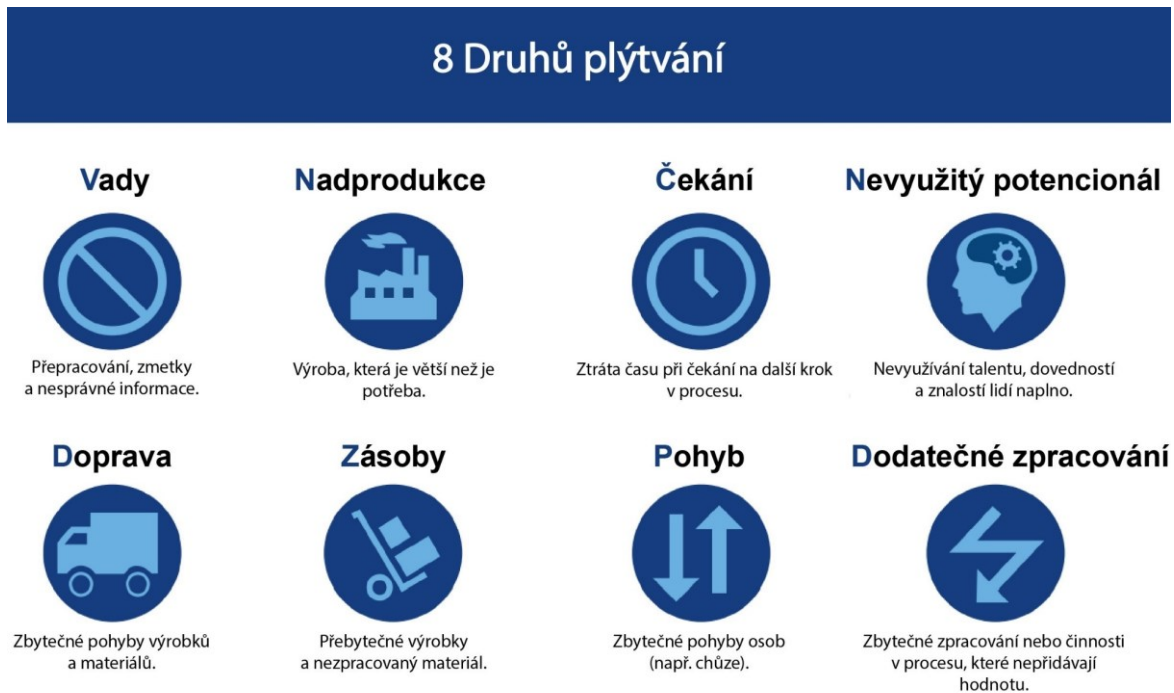 8 Druhů plýtvání
Vady
Přepracování, zmetky
a nesprávné informace.
Nadprodukce
Výroba, která je větší než je
potřeba.
Čekání
Ztráta času při čekání na další krok
v procesu.
Nevyužitý potencionál
Nevyužívání talentu, dovedností
a znalostí lidí naplno.
Doprava
Zbytečné pohyby výrobků
a materiálů.
Zásoby
Přebytečné výrobky
a nezpracovaný materiál.
Pohyb
Zbytečné pohyby osob
(např. chůze).
Dodatečné zpracování
Zbytečné zpracování nebo činnosti
v procesu, které nepřidávají
hodnotu.